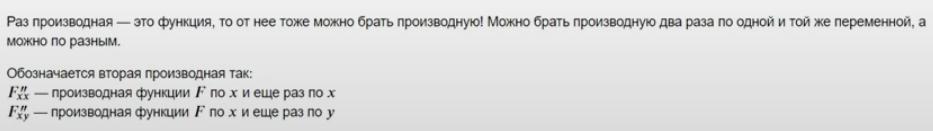 Раз производная — это функция, то от нее тоже можно брать производную! Можно брать производную два раза по одной и той же переменной, а
можно по разным.
Обозначается вторая производная так:
F″xx — производная функции F по x и еще раз по x
F″xy — производная функции F по x и еще раз по y